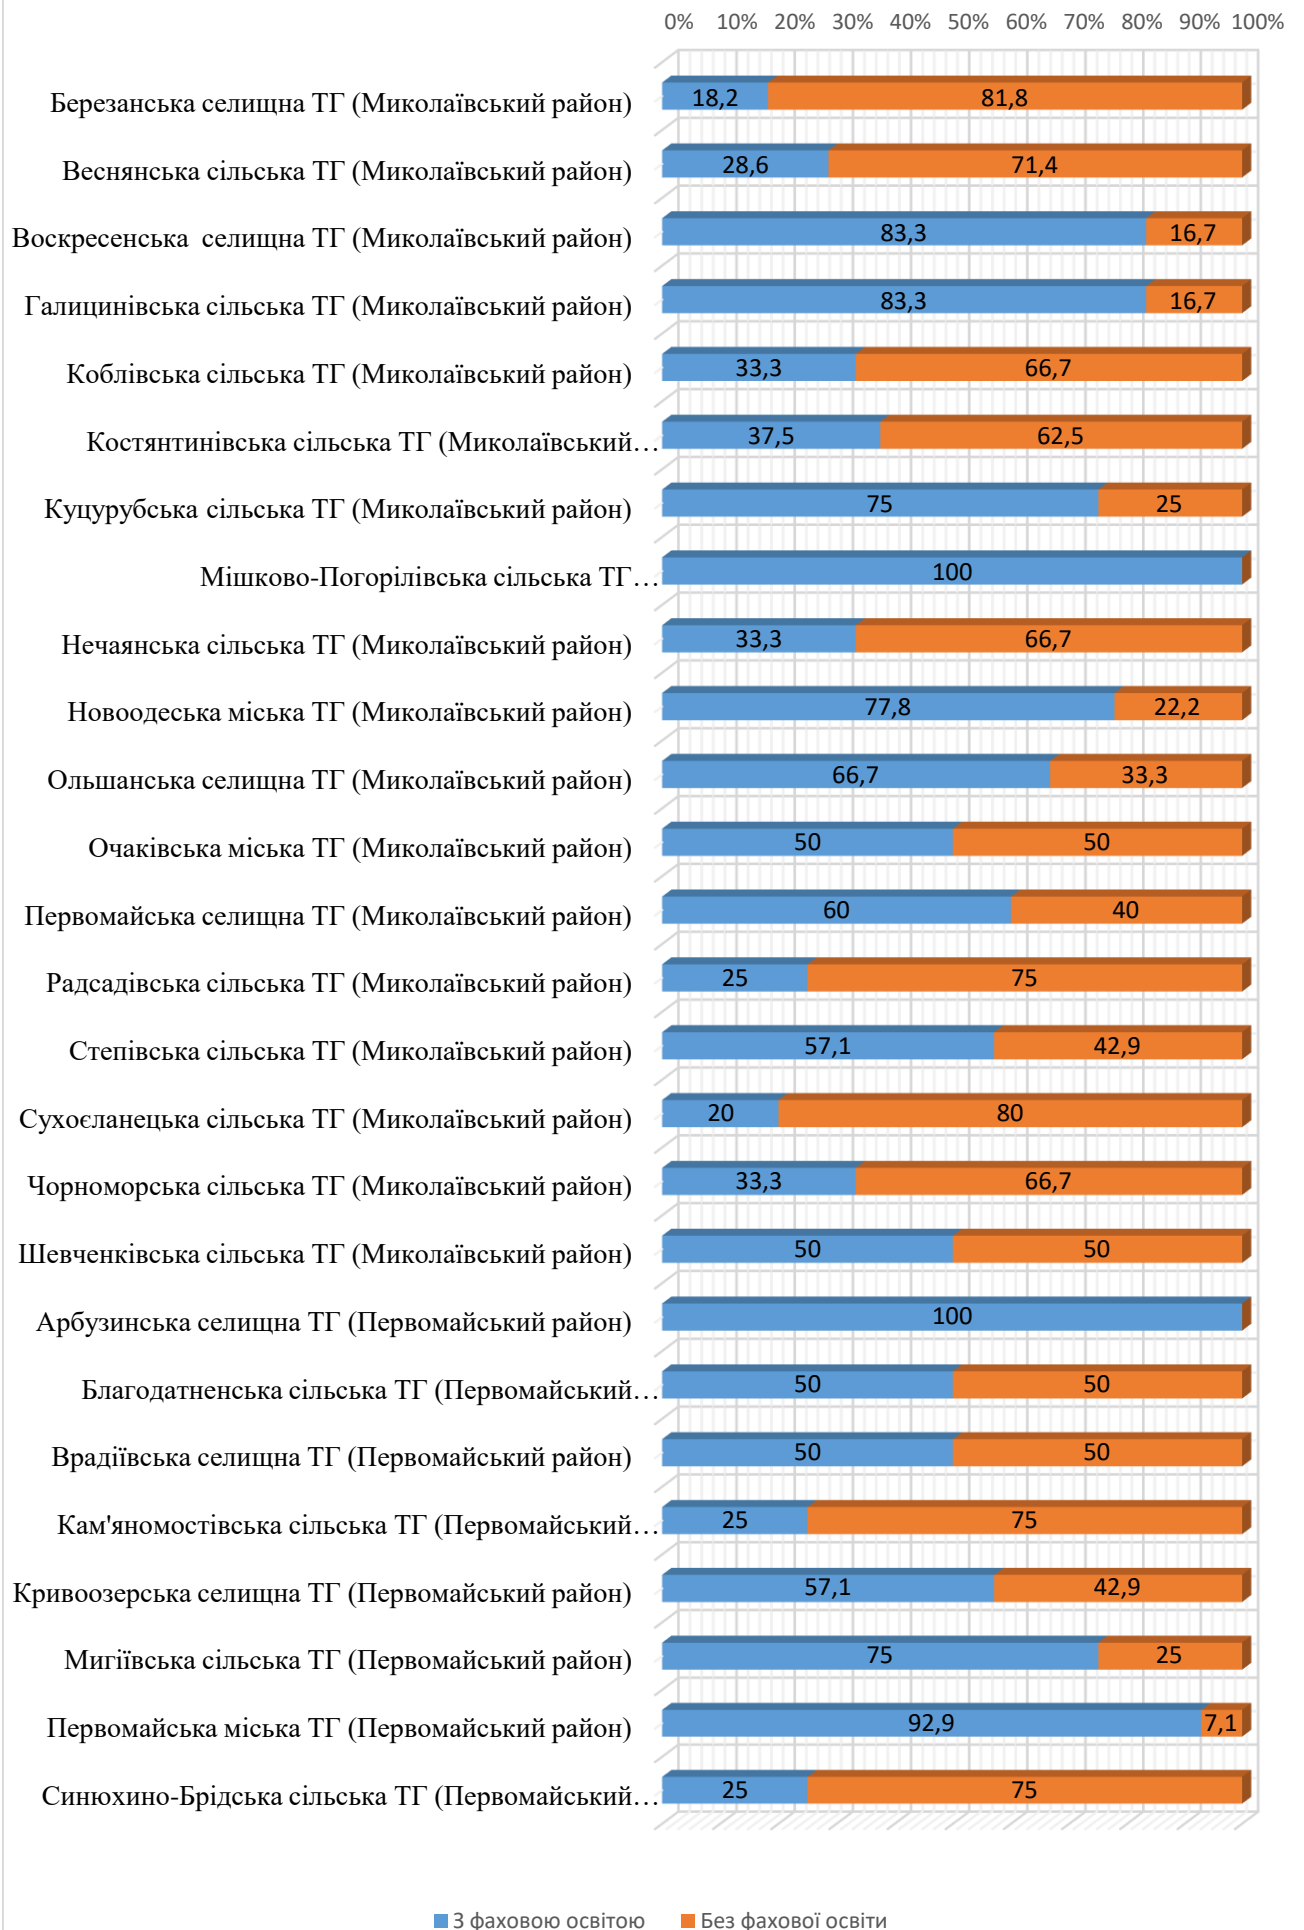 0% 10% 20% 30% 40% 50% 60% 70% 80% 90% 100%
Березанська селищна ТГ (Миколаївський район) 18,2 81,8
Веснянська сільська ТГ (Миколаївський район) 28,6 71,4
Воскресенська селищна ТГ (Миколаївський район) 83,3 16,7
Галицинівська сільська ТГ (Миколаївський район) 83,3 16,7
Коблівська сільська ТГ (Миколаївський район) 33,3 66,7
Костянтинівська сільська ТГ (Миколаївський… 37,5 62,5
Куцурубська сільська ТГ (Миколаївський район) 75 25
Мішково-Погорілівська сільська ТГ… 100
Нечаянська сільська ТГ (Миколаївський район) 33,3 66,7
Новоодеська міська ТГ (Миколаївський район) 77,8 22,2
Ольшанська селищна ТГ (Миколаївський район) 66,7 33,3
Очаківська міська ТГ (Миколаївський район) 50 50
Первомайська селищна ТГ (Миколаївський район) 60 40
Радсадівська сільська ТГ (Миколаївський район) 25 75
Степівська сільська ТГ (Миколаївський район) 57,1 42,9
Сухоєланецька сільська ТГ (Миколаївський район) 20 80
Чорноморська сільська ТГ (Миколаївський район) 33,3 66,7
Шевченківська сільська ТГ (Миколаївський район) 50 50
Арбузинська селищна ТГ (Первомайський район) 100
Благодатненська сільська ТГ (Первомайський… 50 50
Врадіївська селищна ТГ (Первомайський район) 50 50
Кам'яномостівська сільська ТГ (Первомайський… 25 75
Кривоозерська селищна ТГ (Первомайський район) 57,1 42,9
Мигіївська сільська ТГ (Первомайський район) 75 25
Первомайська міська ТГ (Первомайський район) 92,9 7,1
Синюхино-Брідська сільська ТГ (Первомайський… 25 75
З фаховою освітою Без фахової освіти